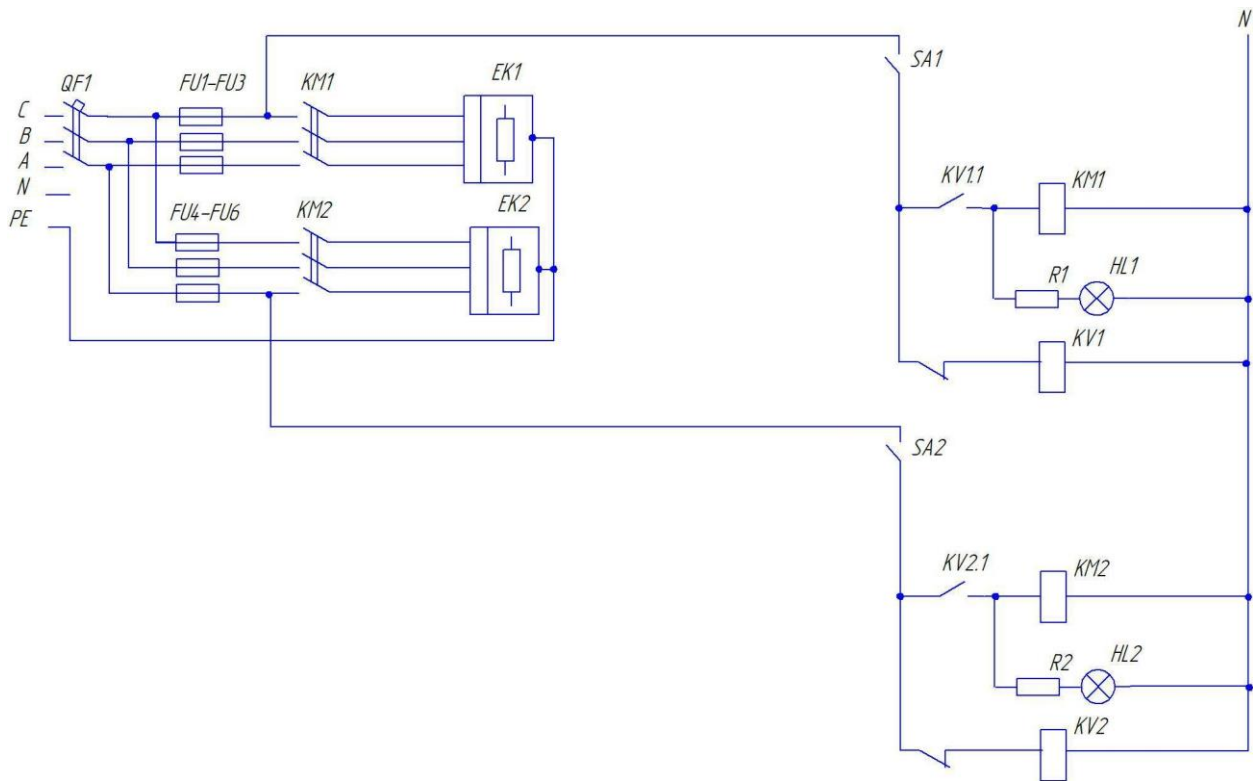 N
SA1
QF1
FU1-FU3
KM1
EK1
C
B
A
N
PE
FU4-FU6
KM2
EK2
KV1.1
KM1
R1
HL1
KV1
SA2
KV2.1
KM2
R2
HL2
KV2